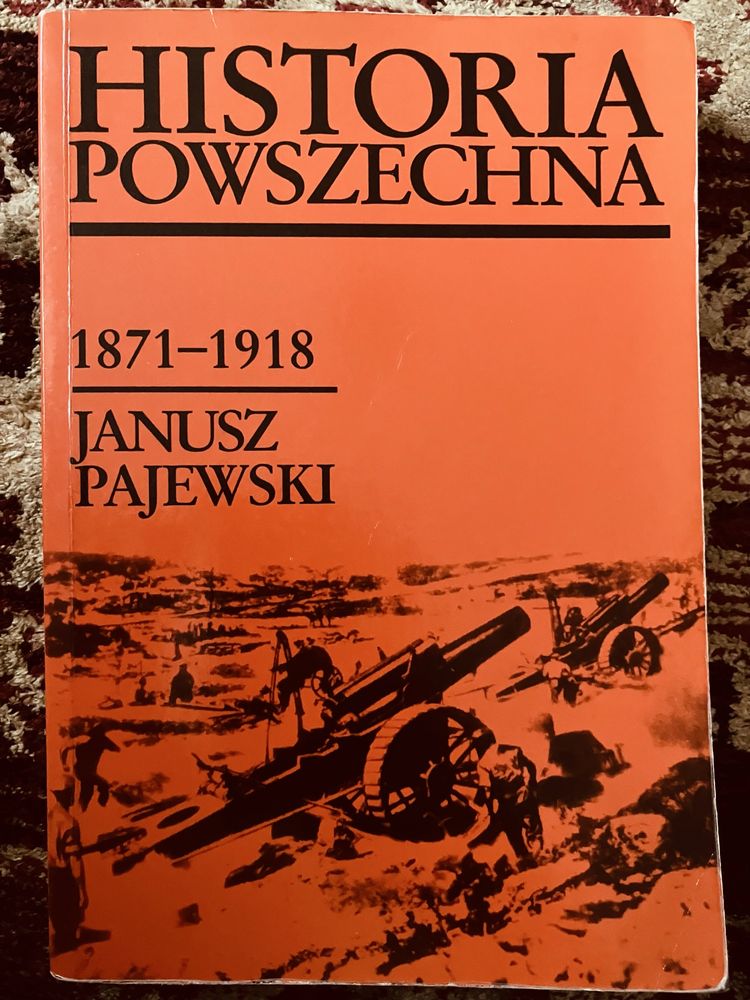 HISTORIA
POWSZECHNA
1871–1918
JANUSZ
PAJEWSKI